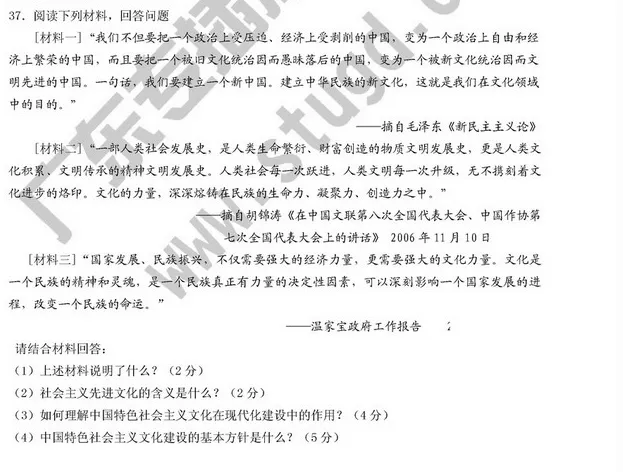 37. 阅读下列材料，回答问题
[材料一]“我们不但要把一个政治上受压迫、经济上受剥削的中国，变为一个政治上自由和经
济上繁荣的中国，而且要把一个被旧文化统治因而愚昧落后的中国，变为一个被新文化统治因而文
明先进的中国。一句话，我们要建立一个新中国。建立中华民族的新文化，这就是我们在文化领域
中的目的。”
——摘自毛泽东《新民主主义论》
[材料二]“一部人类社会发展史，是人类生命繁衍、财富创造的物质文明发展史，更是人类文
化积累、文明传承的精神文明发展史。人类社会每一次跃进，人类文明每一次升级，无不携刻着文
化进步的烙印。文化的力量，深深熔铸在民族的生命力、凝聚力、创造力之中。”
——摘自胡锦涛《在中国文联第八次全国代表大会、中国作协第
七次全国代表大会上的讲话》 2006 年 11 月 10 日
[材料三]“国家发展、民族振兴，不仅需要强大的经济力量，更需要强大的文化力量。文化是
一个民族的精神和灵魂，是一个民族真正有力量的决定性因素，可以深刻影响一个国家发展的进
程，改变一个民族的命运。”
——温家宝政府工作报告
请结合材料回答：
（1）上述材料说明了什么？（2 分）
（2）社会主义先进文化的含义是什么？（2 分）
（3）如何理解中国特色社会主义文化在现代化建设中的作用？（4 分）
（4）中国特色社会主义文化建设的基本方针是什么？（5 分）